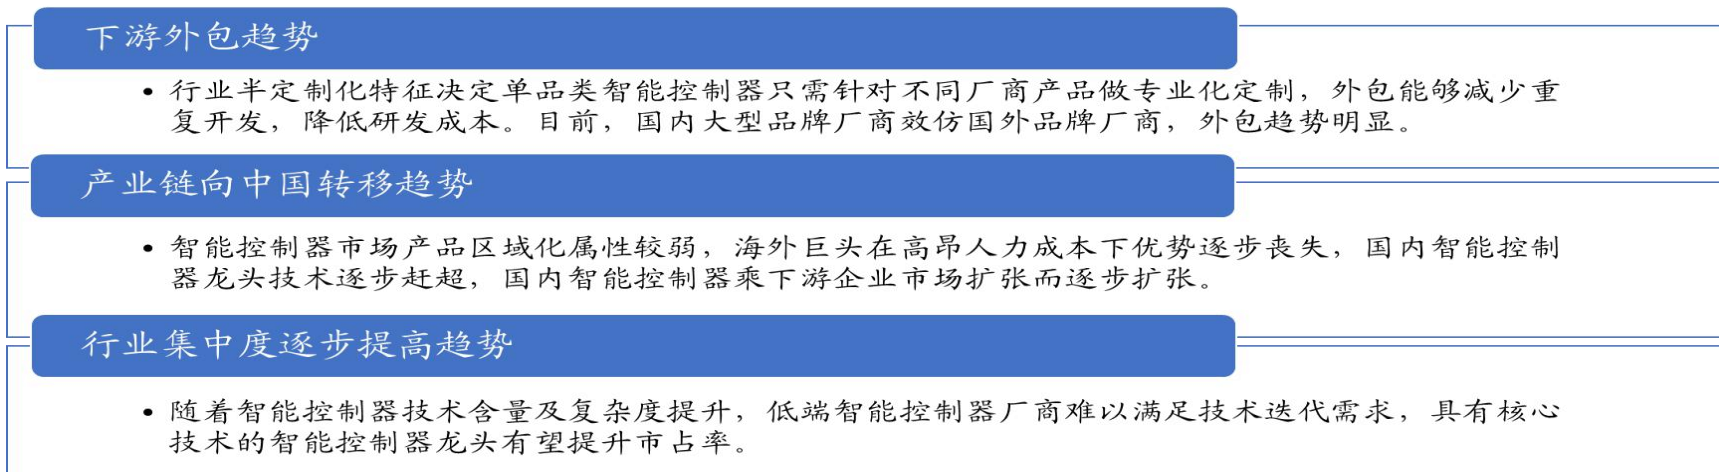 下游外包趋势
• 行业半定制化特征决定单品类智能控制器只需针对不同厂商产品做专业化定制，外包能够减少重
复开发，降低研发成本。目前，国内大型品牌厂商效仿国外品牌厂商，外包趋势明显。
产业链向中国转移趋势
• 智能控制器市场产品区域化属性较弱，海外巨头在高昂人力成本下优势逐步丧失，国内智能控制
器龙头技术逐步赶超，国内智能控制器乘下游企业市场扩张而逐步扩张。
行业集中度逐步提高趋势
• 随着智能控制器技术含量及复杂度提升，低端智能控制器厂商难以满足技术迭代需求，具有核心
技术的智能控制器龙头有望提升市占率。